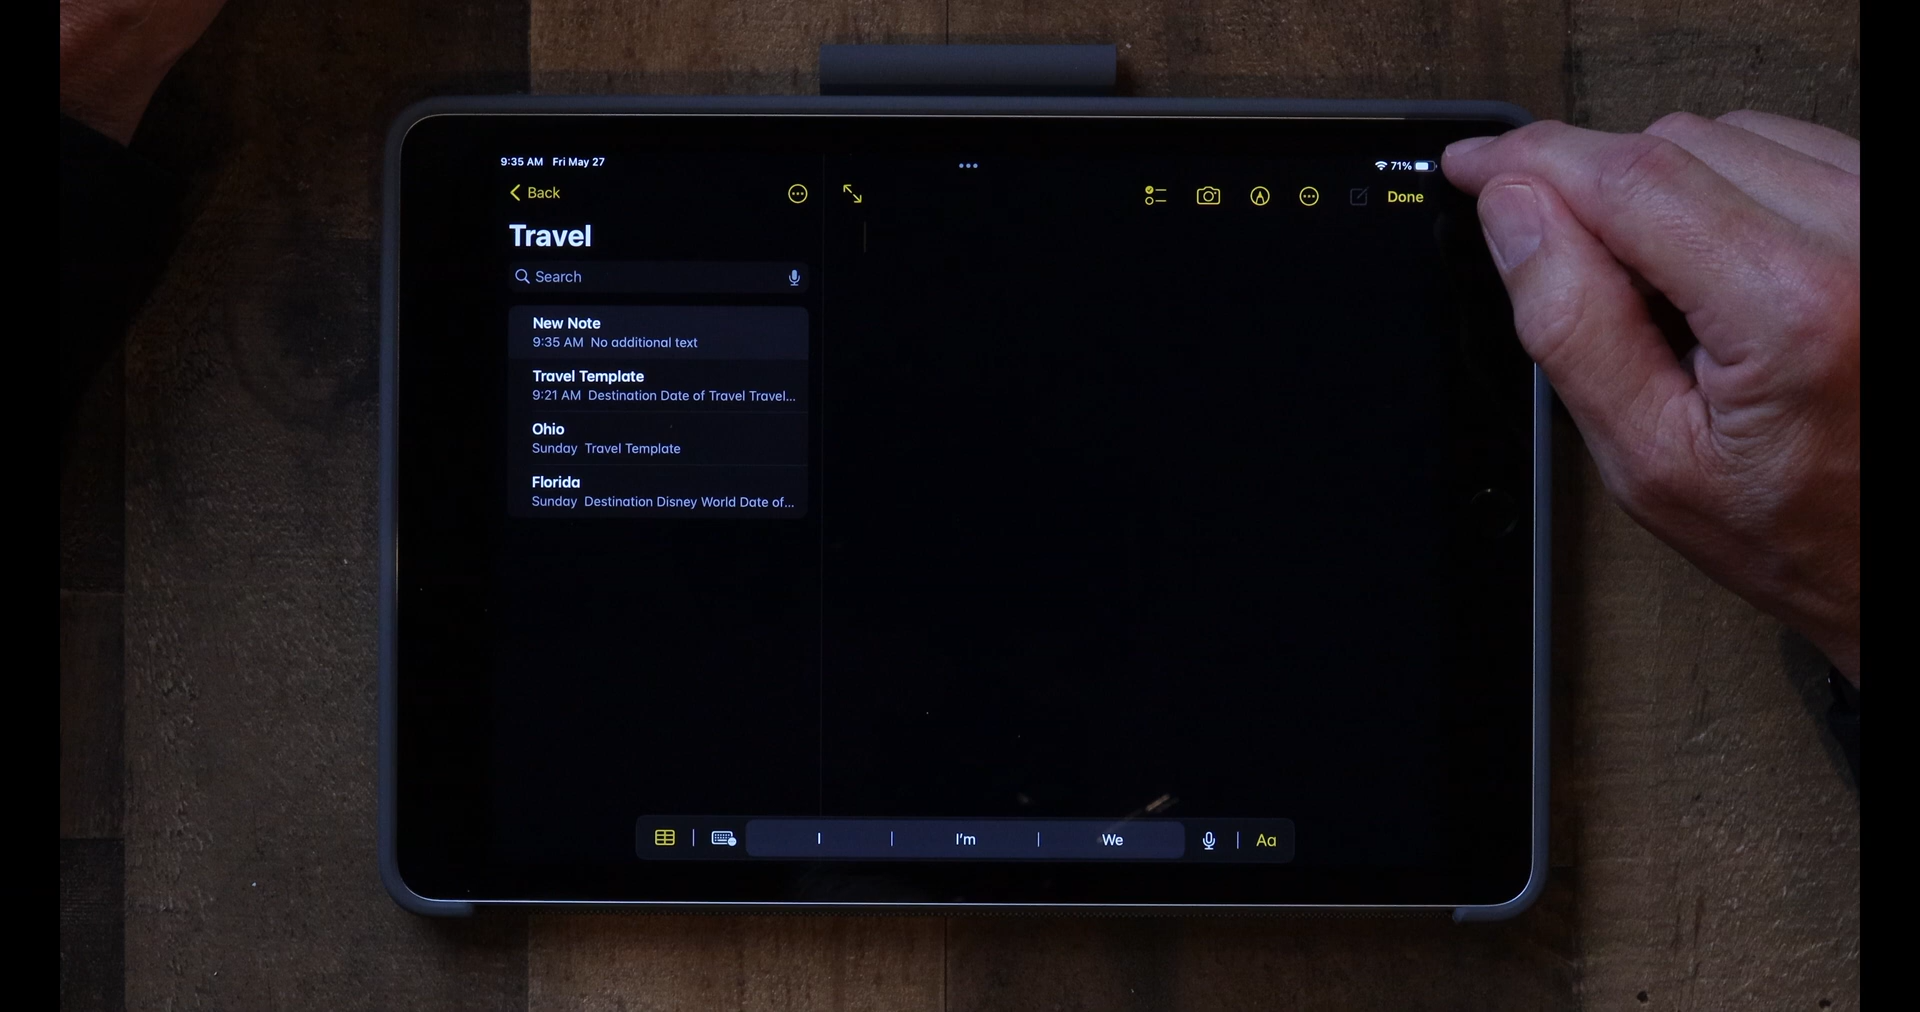 9:35 AM Fri May 27
71%
Back
Done
Travel
Search
New Note
9:35 AM No additional text
Travel Template
9:21 AM Destination Date of Travel Travel...
Ohio
Sunday Travel Template
Florida
Sunday Destination Disney World Date of...
I
I'm
We
Aa